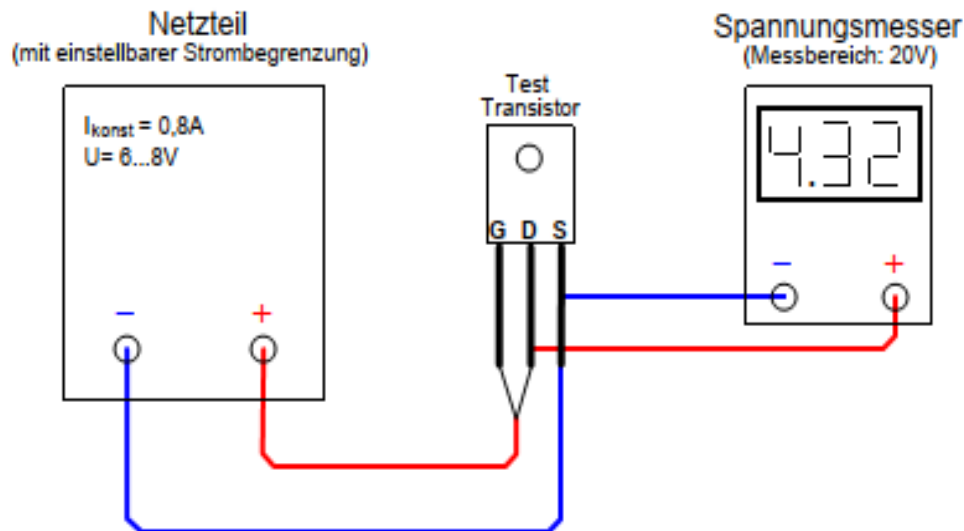 Netzteil
(mit einstellbarer Strombegrenzung)
Ikonst = 0,8A
U= 6...8V
− +
Test
Transistor
G D S
Spannungsmesser
(Messbereich: 20V)
4.32
− +